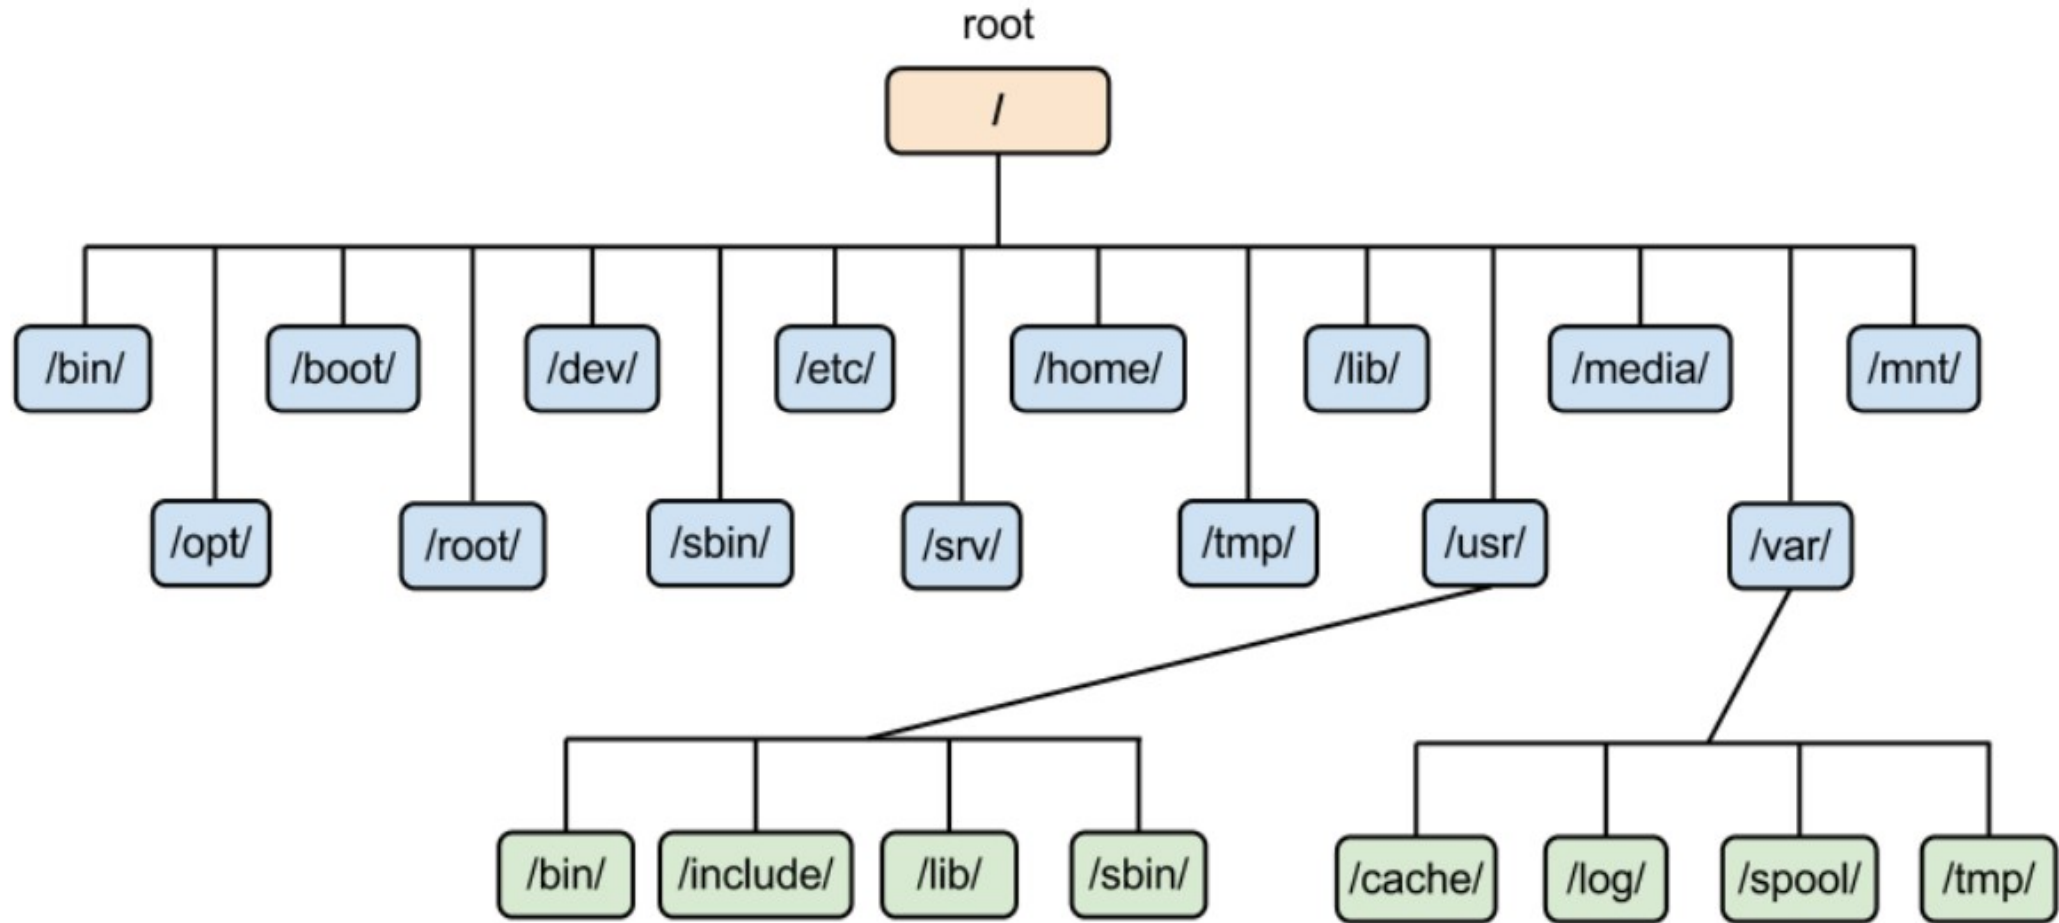 root
/
/bin/ /boot/ /dev/ /etc/ /home/ /lib/ /media/ /mnt/
/opt/ /root/ /sbin/ /srv/ /tmp/ /usr/ /var/
/bin/ /include/ /lib/ /sbin/ /cache/ /log/ /spool/ /tmp/